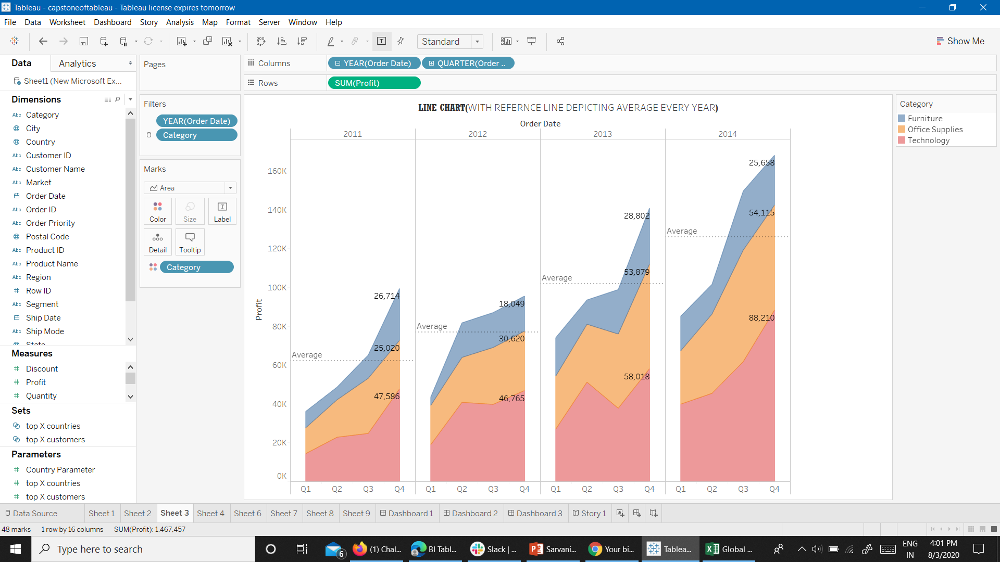 Tableau - capstoneoftableau - Tableau license expires tomorrow
File Data Worksheet Dashboard Story Analysis Map Format Server Window Help
Standard
Show Me
Data Analytics
Sheet1 (New Microsoft Ex...
Dimensions
Abc Category
City
Country
Abc Customer ID
Abc Customer Name
Abc Market
Order Date
Abc Order ID
Abc Order Priority
Postal Code
Abc Product ID
Abc Product Name
Abc Region
# Row ID
Abc Segment
Ship Date
Abc Ship Mode
State
Measures
# Discount
# Profit
# Quantity
Sets
top X countries
top X customers
Parameters
# Country Parameter
# top X countries
# top X customers
Pages
Filters
YEAR(Order Date)
Category
Marks
Area
Color Size Label
Detail Tooltip
Category
Columns YEAR(Order Date) QUARTER(Order ..
Rows SUM(Profit)
LINE CHART(WITH REFERNCE LINE DEPICTING AVERAGE EVERY YEAR)
Order Date
2011 2012 2013 2014
Profit
160K
140K
120K
100K
80K
60K
40K
20K
0K
Average
26,714
25,020
47,586
Average
18,049
30,620
46,765
Average
28,802
53,879
58,018
Average
25,658
54,115
88,210
Q1 Q2 Q3 Q4 Q1 Q2 Q3 Q4 Q1 Q2 Q3 Q4 Q1 Q2 Q3 Q4
Category
Furniture
Office Supplies
Technology
Data Source Sheet 1 Sheet 2 Sheet 3 Sheet 4 Sheet 6 Sheet 7 Sheet 8 Sheet 9 Dashboard 1 Dashboard 2 Dashboard 3 Story 1
48 marks 1 row by 16 columns SUM(Profit): 1,467,457
Type here to search
6
(1) Chal...
BI Tabl...
Slack | ...
Sarvani...
Your bi...
Tablea...
Global ...
ENG
IN
4:01 PM
8/3/2020